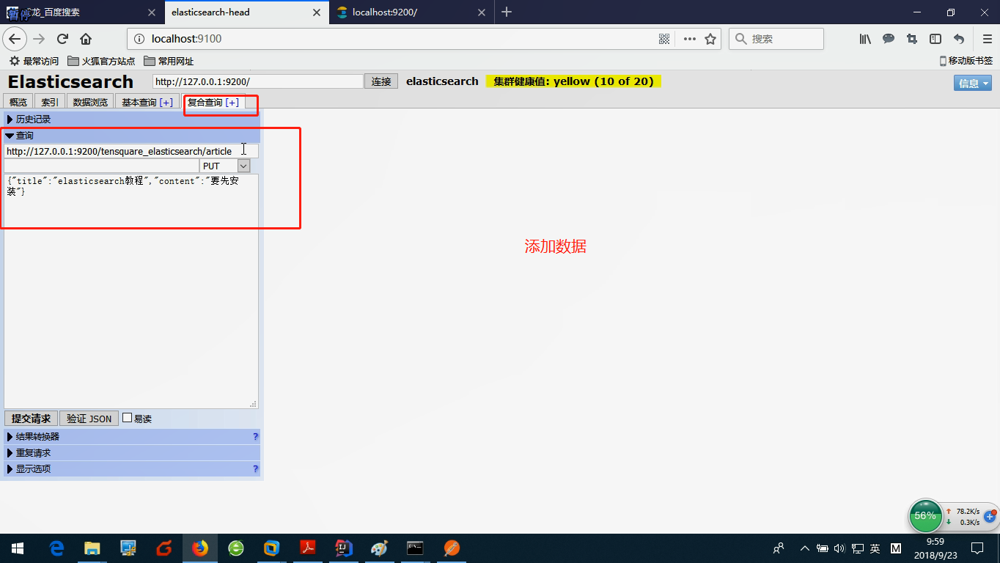 暂停
龙_百度搜索
elasticsearch-head
localhost:9200/
localhost:9100
搜索
最常访问
火狐官方站点
常用网址
移动版书签
Elasticsearch
http://127.0.0.1:9200/
连接
elasticsearch
集群健康值: yellow (10 of 20)
信息
概览
索引
数据浏览
基本查询 [+]
复合查询 [+]
历史记录
查询
http://127.0.0.1:9200/tensquare_elasticsearch/article
PUT
{"title":"elasticsearch教程","content":"要先安
装"}
添加数据
提交请求
验证 JSON
易读
结果转换器 ?
重复请求
显示选项 ?
56%
78.2K/s
0.3K/s
英
M
9:59
2018/9/23